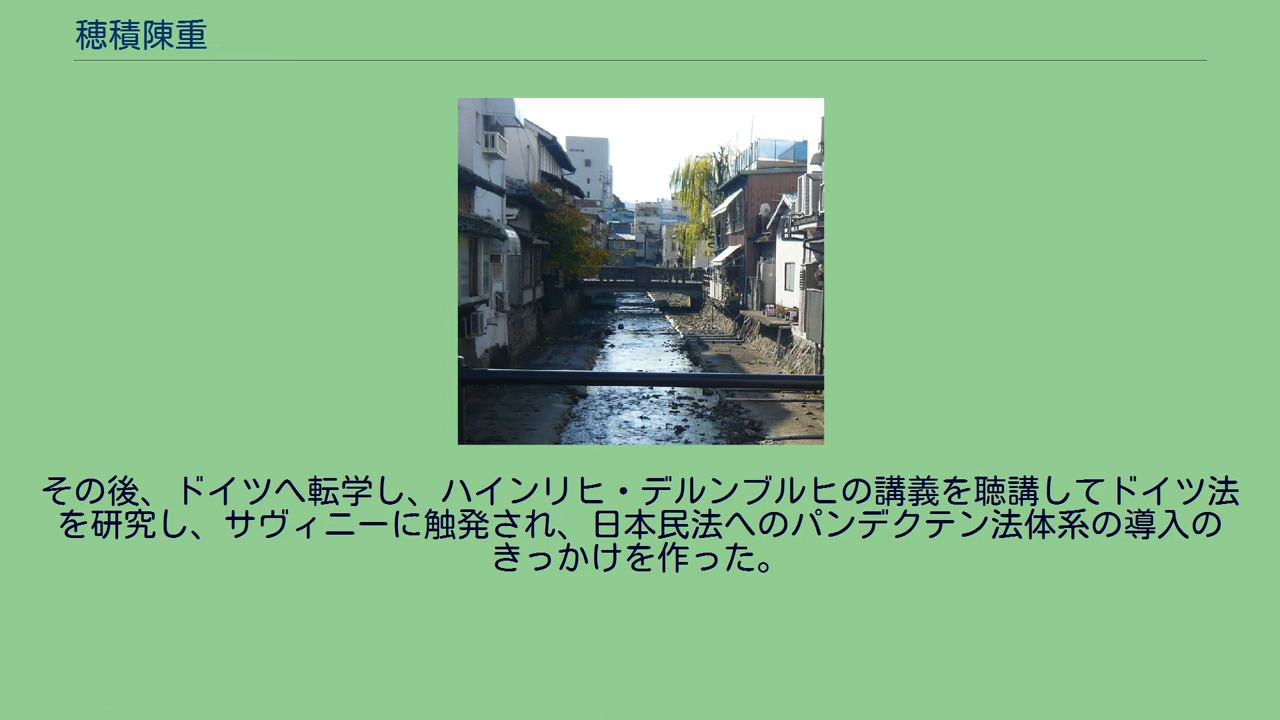 穂積陳重
その後、ドイツへ転学し、ハインリヒ・デルンブルヒの講義を聴講してドイツ法
を研究し、サヴィニーに触発され、日本民法へのパンデクテン法体系の導入の
きっかけを作った。